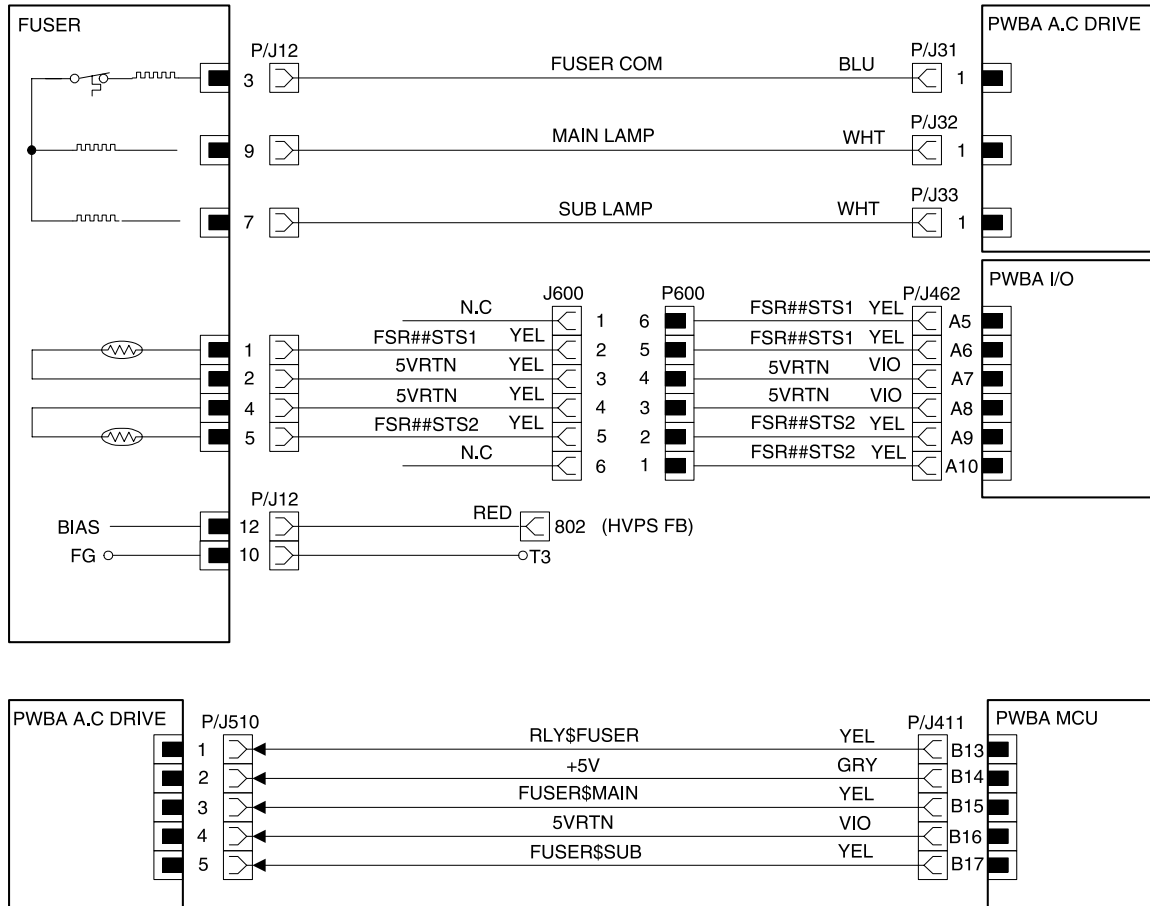 FUSER
PWBA A.C DRIVE
P/J12
P/J31
3
FUSER COM
BLU
1
P/J32
9
MAIN LAMP
WHT
1
P/J33
7
SUB LAMP
WHT
1
PWBA I/O
J600
P600
P/J462
N.C
1
6
FSR##STS1
YEL
A5
1
FSR##STS1
YEL
2
5
FSR##STS1
YEL
A6
2
5VRTN
YEL
3
4
5VRTN
VIO
A7
4
5VRTN
YEL
4
3
5VRTN
VIO
A8
5
FSR##STS2
YEL
5
2
FSR##STS2
YEL
A9
N.C
6
1
FSR##STS2
YEL
A10
P/J12
BIAS
12
RED
802
(HVPS FB)
FG
10
T3
PWBA A.C DRIVE
P/J510
P/J411
PWBA MCU
1
RLY$FUSER
YEL
B13
2
+5V
GRY
B14
3
FUSER$MAIN
YEL
B15
4
5VRTN
VIO
B16
5
FUSER$SUB
YEL
B17